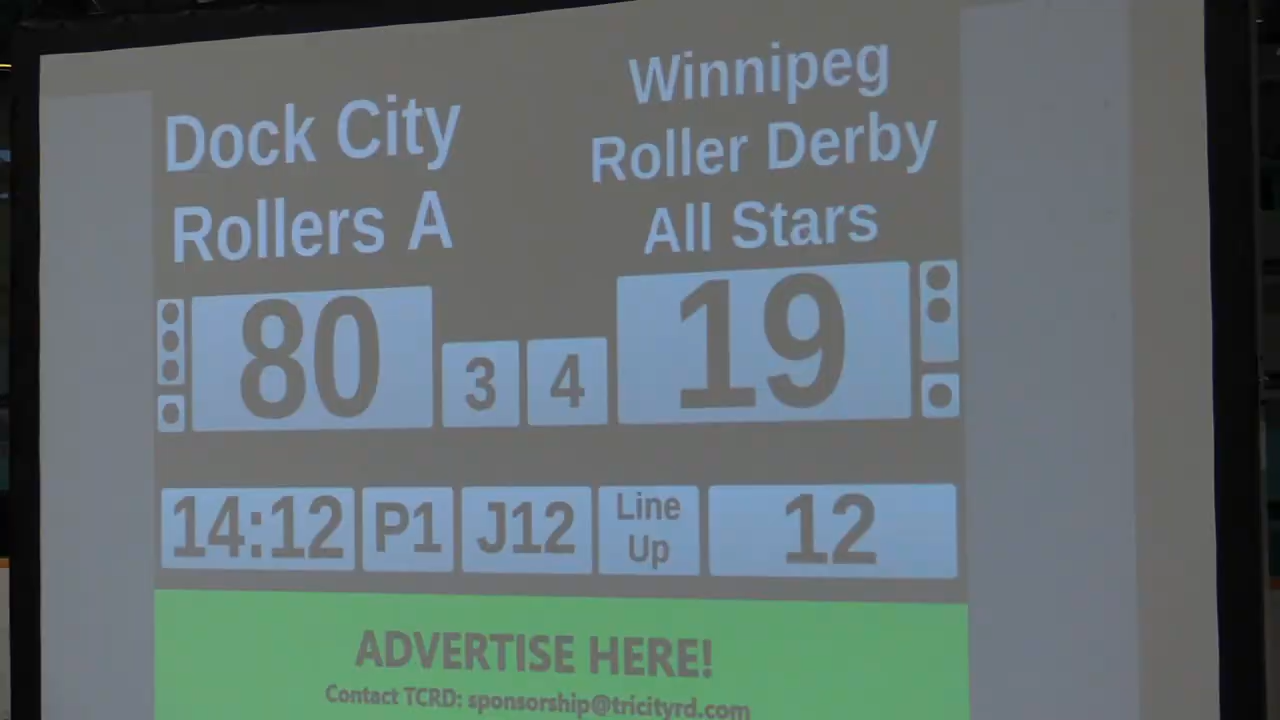 Dock City
Rollers A
Winnipeg
Roller Derby
All Stars
80
3
4
19
14:12
P1
J12
Line
Up
12
ADVERTISE HERE!
Contact TCRD: sponsorship@tricityrd.com